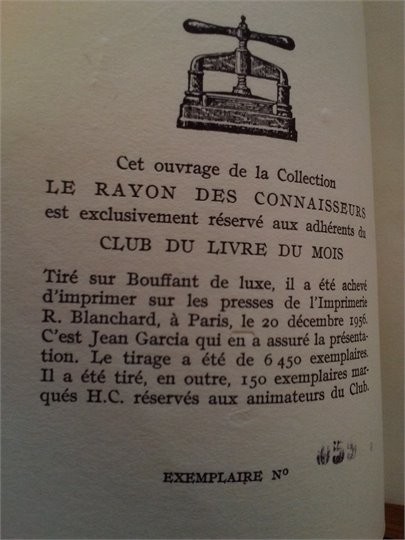 Cet ouvrage de la Collection
LE RAYON DES CONNAISSEURS
est exclusivement réservé aux adhérents du
CLUB DU LIVRE DU MOIS
Tiré sur Bouffant de luxe, il a été achevé
d'imprimer sur les presses de l'Imprimerie
R. Blanchard, à Paris, le 20 décembre 1956.
C'est Jean Garcia qui en a assuré la présenta-
tion. Le tirage a été de 6 450 exemplaires.
Il a été tiré, en outre, 150 exemplaires mar-
qués H.C. réservés aux animateurs du Club.
EXEMPLAIRE Nº